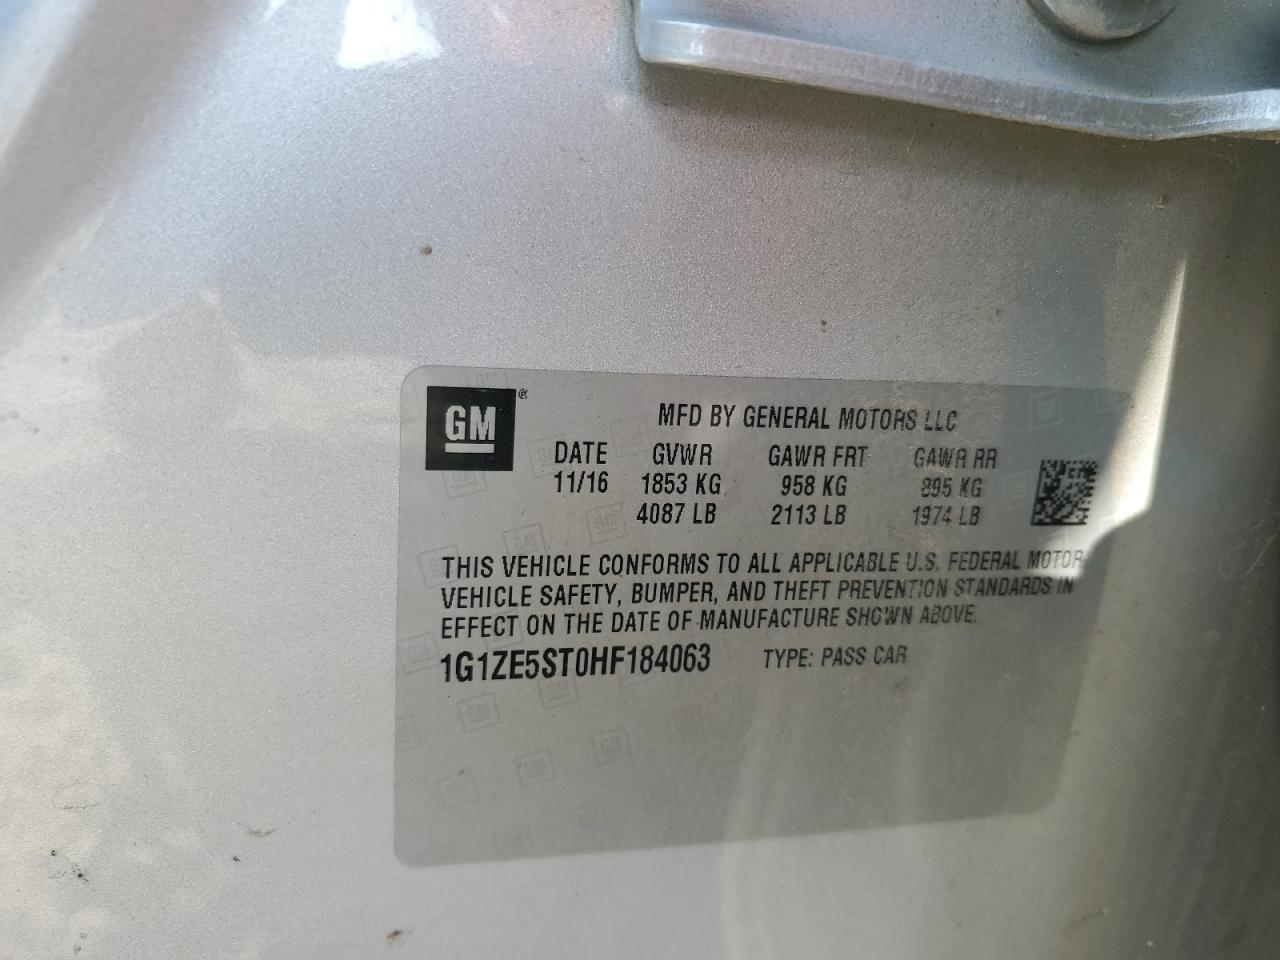 GM
MFD BY GENERAL MOTORS LLC
DATE GVWR GAWR FRT GAWR RR
11/16 1853 KG 958 KG 895 KG
4087 LB 2113 LB 1974 LB
THIS VEHICLE CONFORMS TO ALL APPLICABLE U.S. FEDERAL MOTOR
VEHICLE SAFETY, BUMPER, AND THEFT PREVENTION STANDARDS IN
EFFECT ON THE DATE OF MANUFACTURE SHOWN ABOVE.
1G1ZE5ST0HF184063 TYPE: PASS CAR